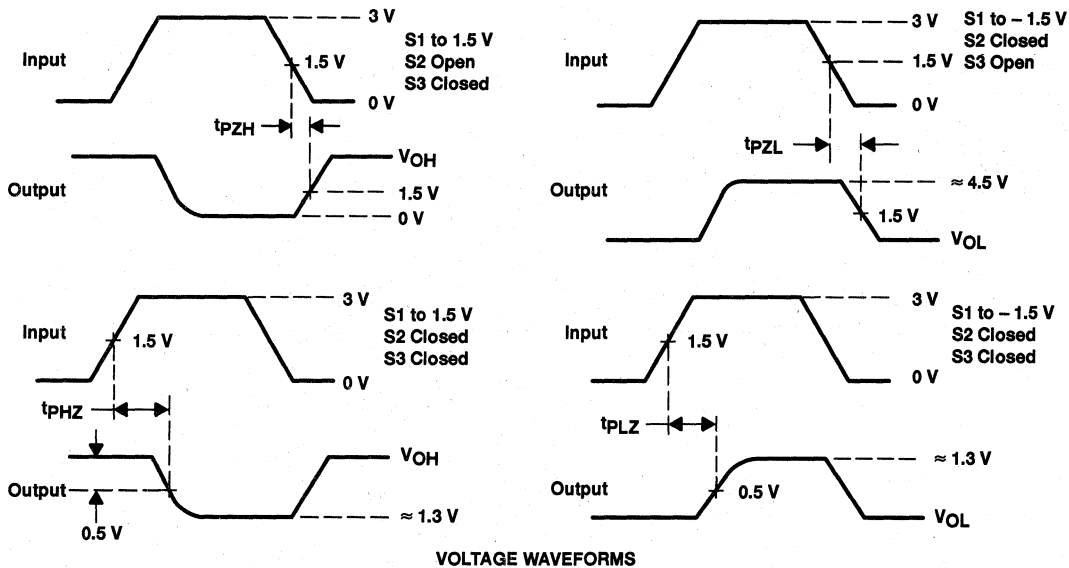 3 V
S1 to 1.5 V
S2 Open
S3 Closed
Input
1.5 V
0 V
tPZH
VOH
Output
1.5 V
0 V
3 V
S1 to – 1.5 V
S2 Closed
S3 Open
Input
1.5 V
0 V
tPZL
Output
≈ 4.5 V
1.5 V
VOL
3 V
S1 to 1.5 V
S2 Closed
S3 Closed
Input
1.5 V
0 V
tPHZ
VOH
Output
0.5 V
≈ 1.3 V
3 V
S1 to – 1.5 V
S2 Closed
S3 Closed
Input
1.5 V
0 V
tPLZ
≈ 1.3 V
Output
0.5 V
VOL
VOLTAGE WAVEFORMS